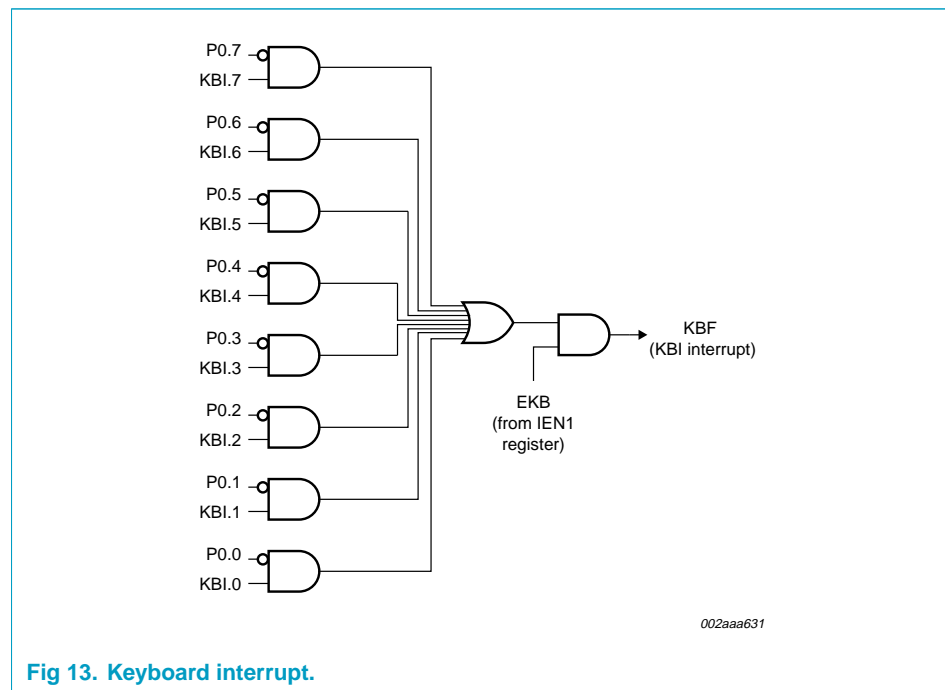 P0.7
KBI.7
P0.6
KBI.6
P0.5
KBI.5
P0.4
KBI.4
P0.3
KBI.3
P0.2
KBI.2
P0.1
KBI.1
P0.0
KBI.0
KBF
(KBI interrupt)
EKB
(from IEN1
register)
002aaa631
Fig 13. Keyboard interrupt.